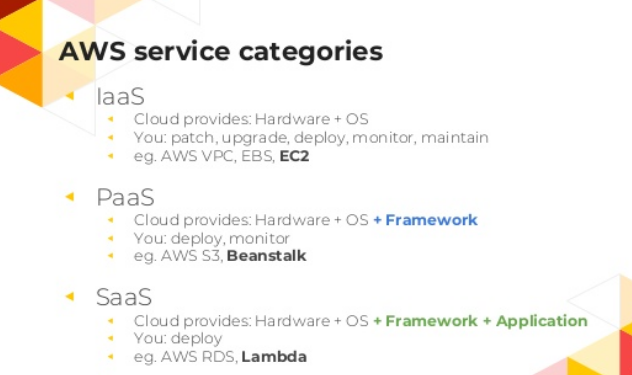 AWS service categories
IaaS
Cloud provides: Hardware + OS
You: patch, upgrade, deploy, monitor, maintain
eg. AWS VPC, EBS, EC2
PaaS
Cloud provides: Hardware + OS + Framework
You: deploy, monitor
eg. AWS S3, Beanstalk
SaaS
Cloud provides: Hardware + OS + Framework + Application
You: deploy
eg. AWS RDS, Lambda